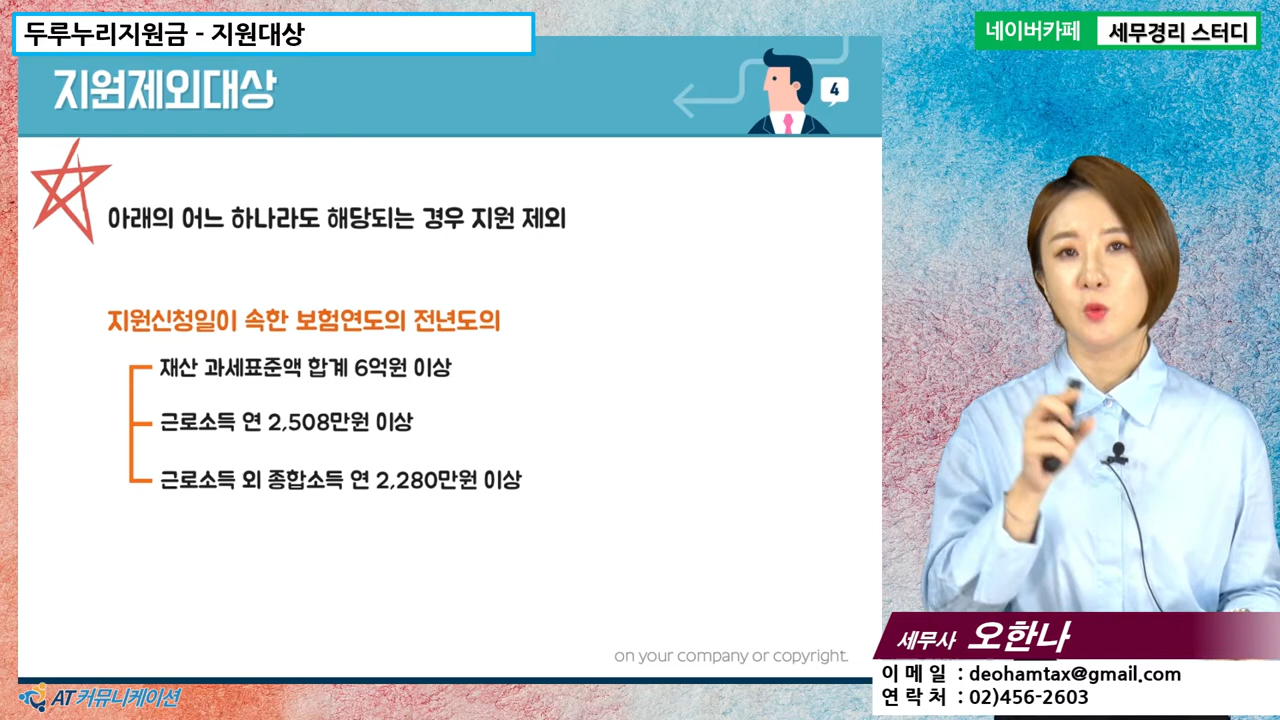 두루누리지원금 - 지원대상
네이버카페 세무경리 스터디
지원제외대상
4
아래의 어느 하나라도 해당되는 경우 지원 제외
지원신청일이 속한 보험연도의 전년도의
재산 과세표준액 합계 6억원 이상
근로소득 연 2,508만원 이상
근로소득 외 종합소득 연 2,280만원 이상
on your company or copyright.
세무사 오한나
이 메 일 : deohamtax@gmail.com
연 락 처 : 02)456-2603
AT커뮤니케이션